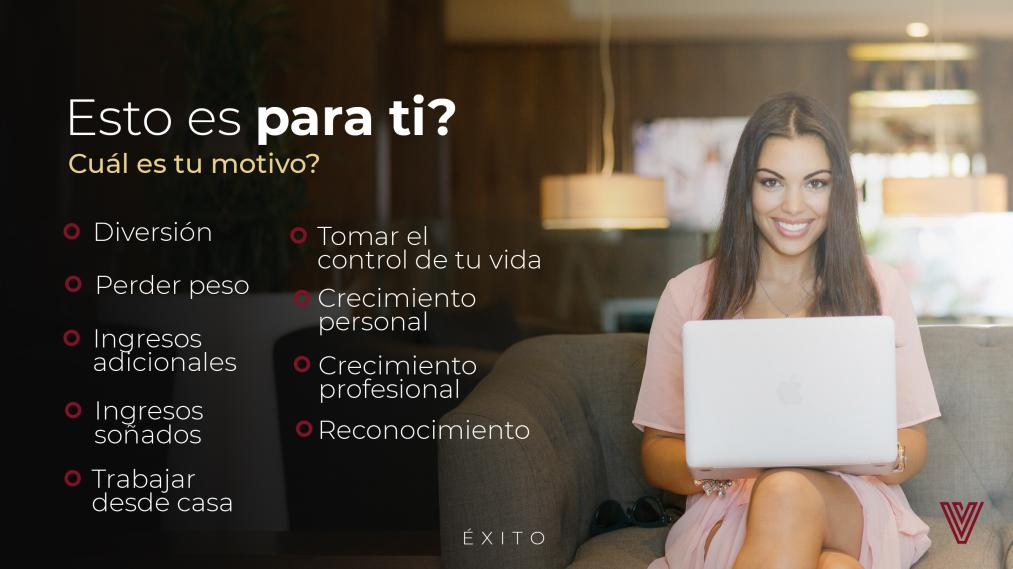 Esto es para ti?
Cuál es tu motivo?
Diversión
Perder peso
Ingresos
adicionales
Ingresos
soñados
Trabajar
desde casa
Tomar el
control de tu vida
Crecimiento
personal
Crecimiento
profesional
Reconocimiento
ÉXITO